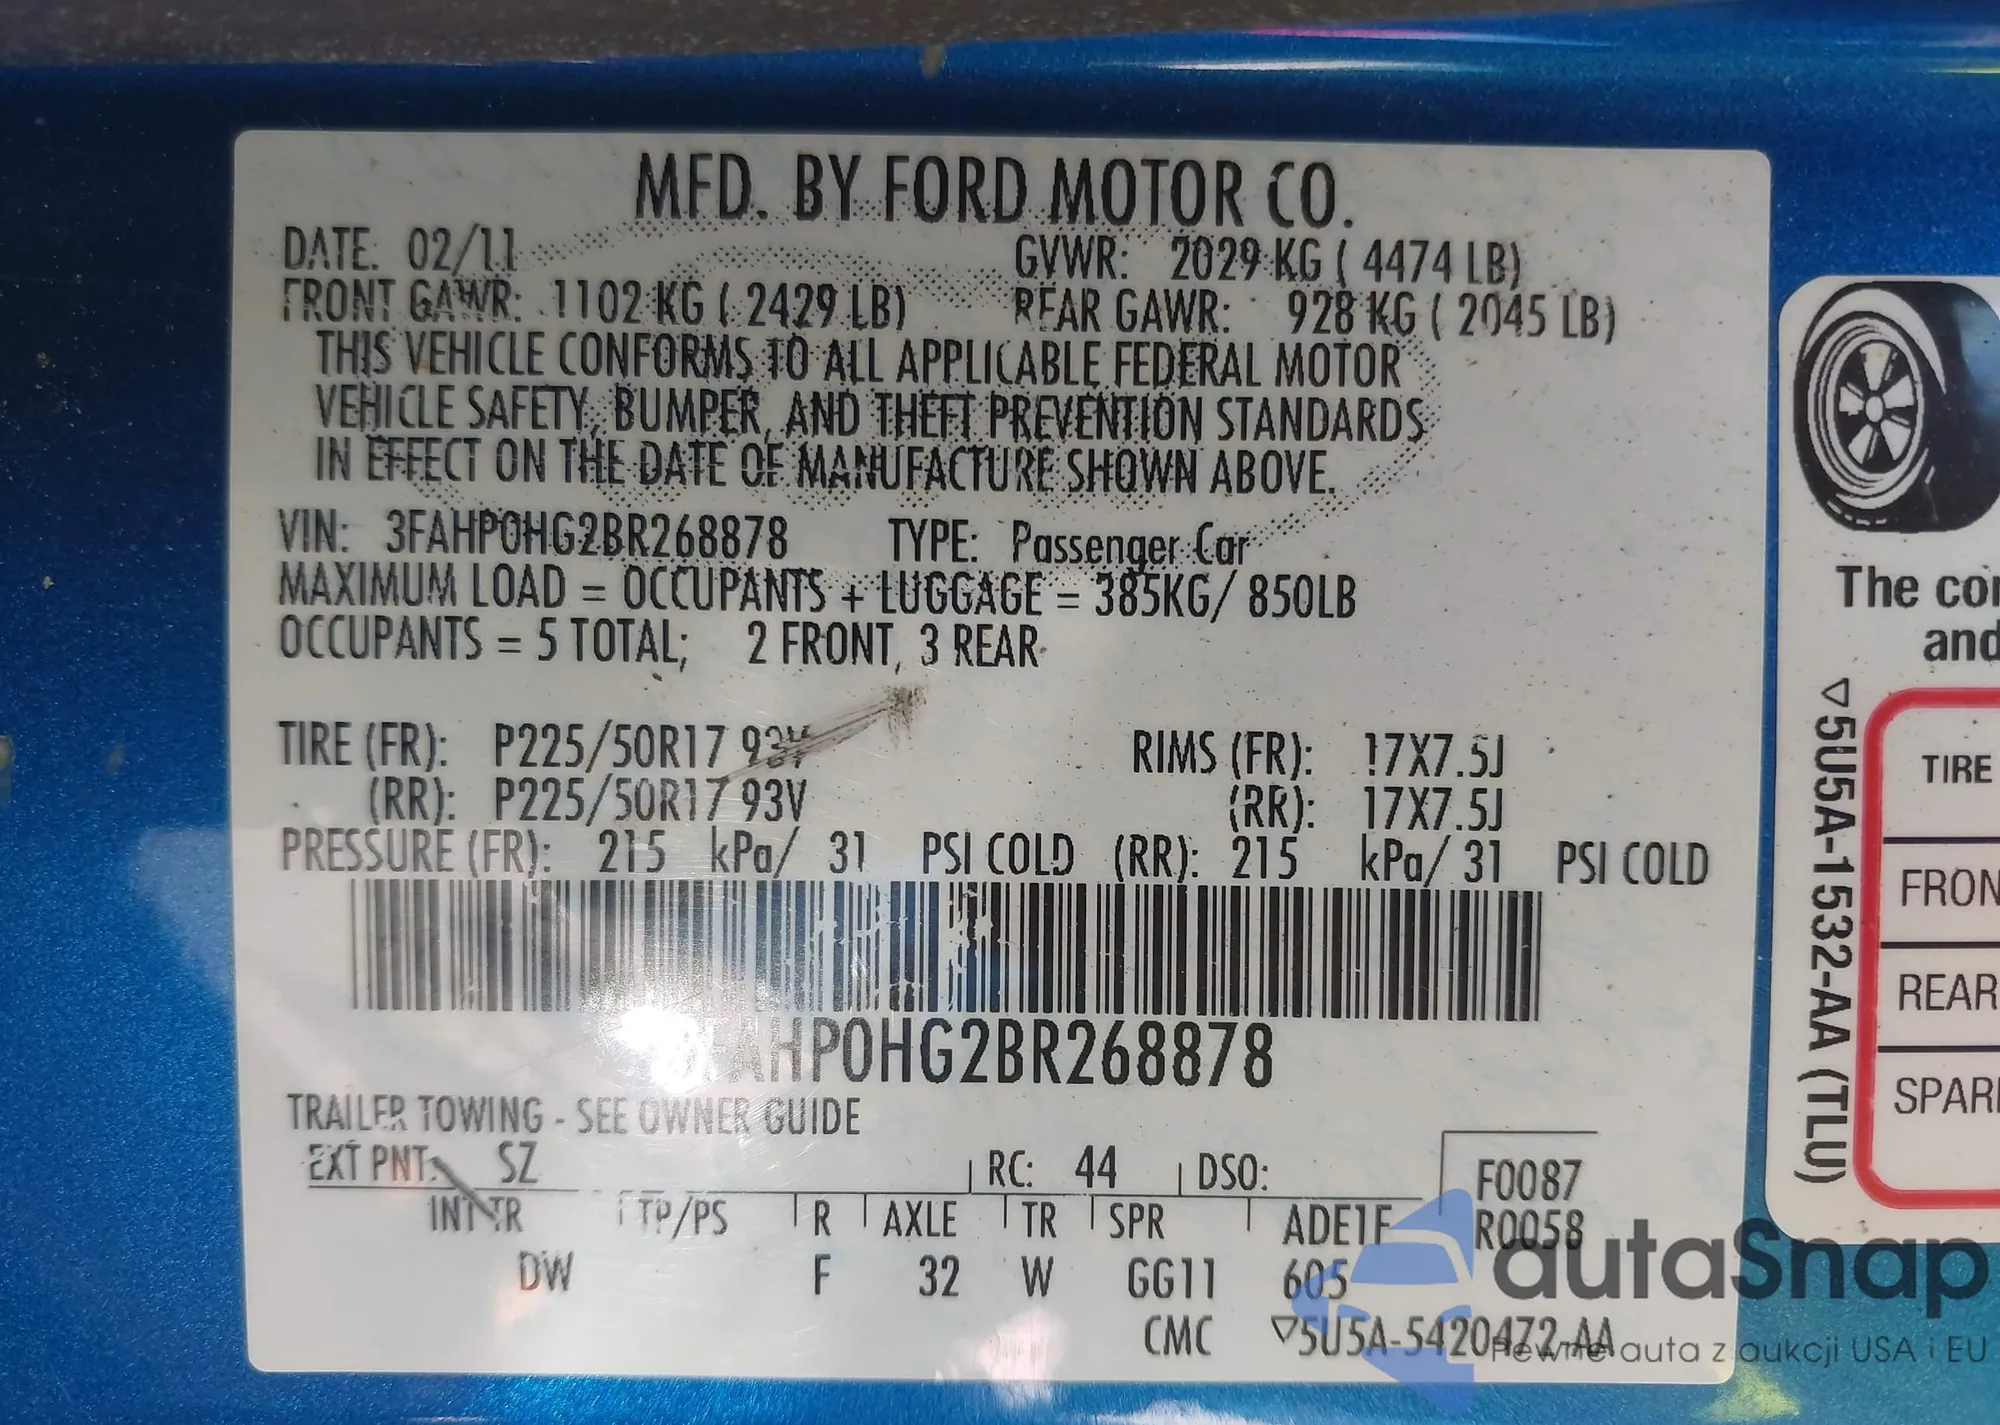 MFD. BY FORD MOTOR CO.
DATE: 02/11 GVWR: 2029 KG ( 4474 LB)
FRONT GAWR: 1102 KG ( 2429 LB) REAR GAWR: 928 KG ( 2045 LB)
THIS VEHICLE CONFORMS TO ALL APPLICABLE FEDERAL MOTOR
VEHICLE SAFETY, BUMPER, AND THEFT PREVENTION STANDARDS
IN EFFECT ON THE DATE OF MANUFACTURE SHOWN ABOVE.
VIN: 3FAHP0HG2BR268878 TYPE: Passenger Car
MAXIMUM LOAD = OCCUPANTS + LUGGAGE = 385KG/ 850LB
OCCUPANTS = 5 TOTAL; 2 FRONT, 3 REAR
TIRE (FR): P225/50R17 93V RIMS (FR): 17X7.5J
(RR): P225/50R17 93V (RR): 17X7.5J
PRESSURE (FR): 215 kPa/ 31 PSI COLD (RR): 215 kPa/ 31 PSI COLD
3FAHP0HG2BR268878
TRAILER TOWING - SEE OWNER GUIDE
EXT PNT: SZ RC: 44 DSO: F0087
INT TR TP/PS R AXLE TR SPR ADE1F R0058
DW F 32 W GG11 605
CMC ▽5U5A-5420472-AA
The
and
▽5U5A-1532-AA (TLU)
TIRE
FRON
REAR
SPAR
autaSnap
Pewne auta z aukcji USA i EU